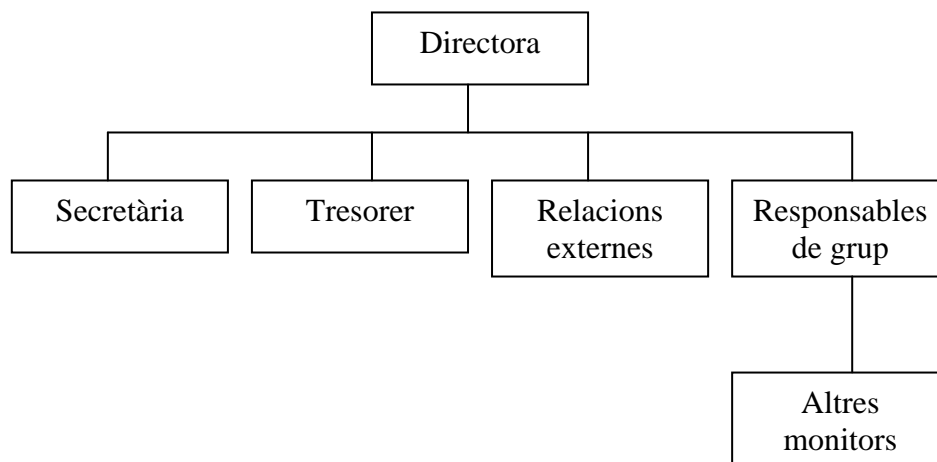 Directora
Secretària
Tresorer
Relacions
externes
Responsables
de grup
Altres
monitors